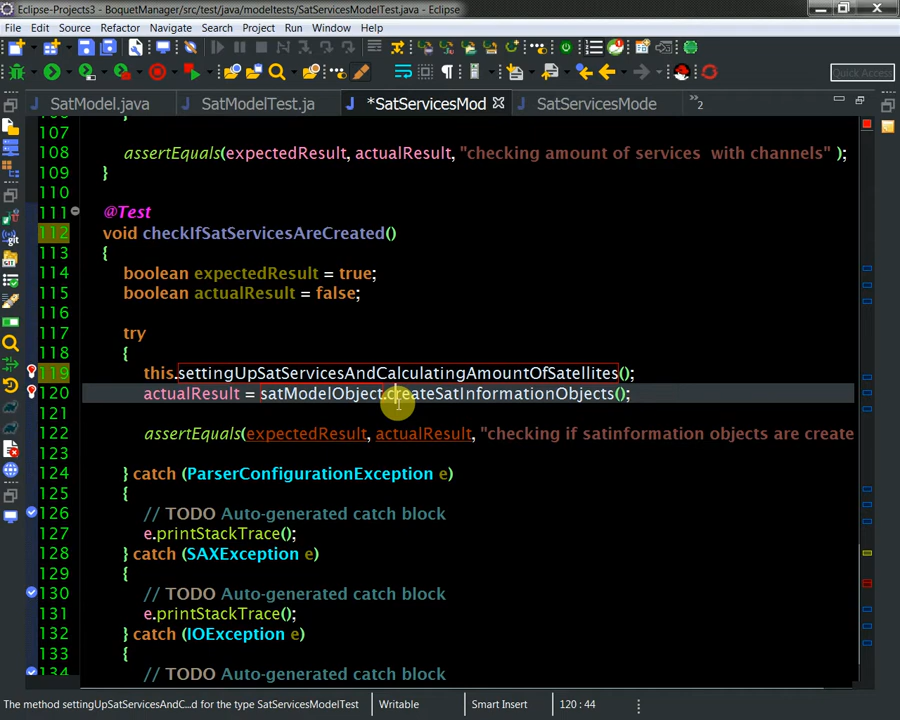 Eclipse-Projects3 - BoquetManager/src/test/java/modeltests/SatServicesModelTest.java - Eclipse
File Edit Source Refactor Navigate Search Project Run Window Help
Quick Access
SatModel.java SatModelTest.ja *SatServicesMod SatServicesMode »2
106 }
107
108 assertEquals(expectedResult, actualResult, "checking amount of services  with channels" );
109 }
110
111 @Test
112 void checkIfSatServicesAreCreated()
113 {
114 boolean expectedResult = true;
115 boolean actualResult = false;
116
117 try
118 {
119 this.settingUpSatServicesAndCalculatingAmountOfSatellites();
120 actualResult = satModelObject.createSatInformationObjects();
121
122 assertEquals(expectedResult, actualResult, "checking if satinformation objects are create
123
124 } catch (ParserConfigurationException e)
125 {
126 // TODO Auto-generated catch block
127 e.printStackTrace();
128 } catch (SAXException e)
129 {
130 // TODO Auto-generated catch block
131 e.printStackTrace();
132 } catch (IOException e)
133 {
134 // TODO Auto-generated catch block
The method settingUpSatServicesAndC...d for the type SatServicesModelTest Writable Smart Insert 120 : 44